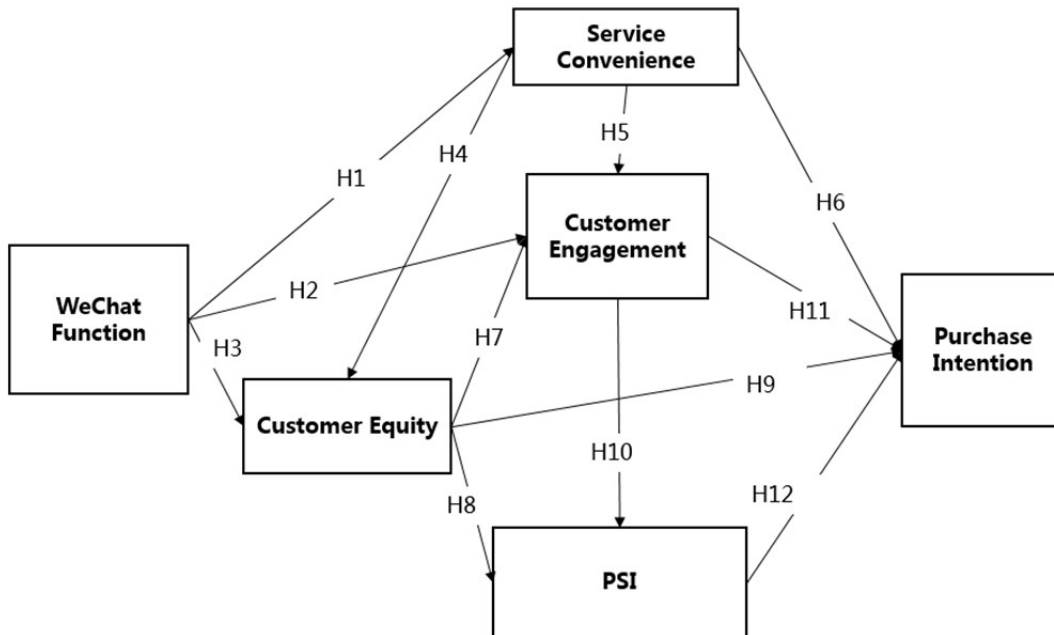 Service
Convenience
H5
H4
H1
H6
Customer
Engagement
H2
WeChat
Function
H11
H7
H3
Purchase
Intention
H9
Customer Equity
H10
H8
H12
PSI